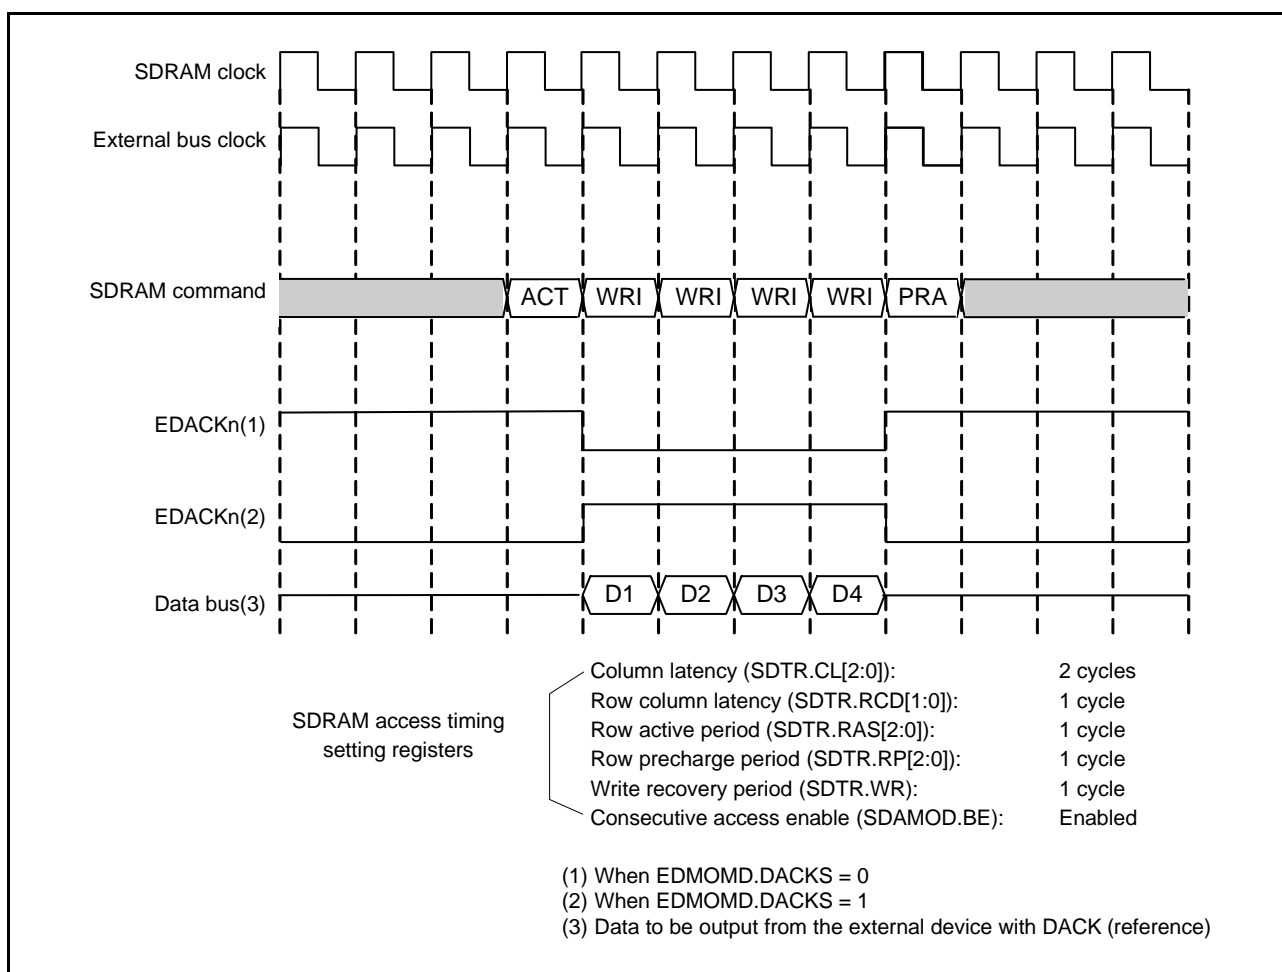 SDRAM clock
External bus clock
SDRAM command
ACT WRI WRI WRI WRI PRA
EDACKn(1)
EDACKn(2)
Data bus(3)
D1 D2 D3 D4
SDRAM access timing
setting registers
Column latency (SDTR.CL[2:0]): 2 cycles
Row column latency (SDTR.RCD[1:0]): 1 cycle
Row active period (SDTR.RAS[2:0]): 1 cycle
Row precharge period (SDTR.RP[2:0]): 1 cycle
Write recovery period (SDTR.WR): 1 cycle
Consecutive access enable (SDAMOD.BE): Enabled
(1) When EDMOMD.DACKS = 0
(2) When EDMOMD.DACKS = 1
(3) Data to be output from the external device with DACK (reference)